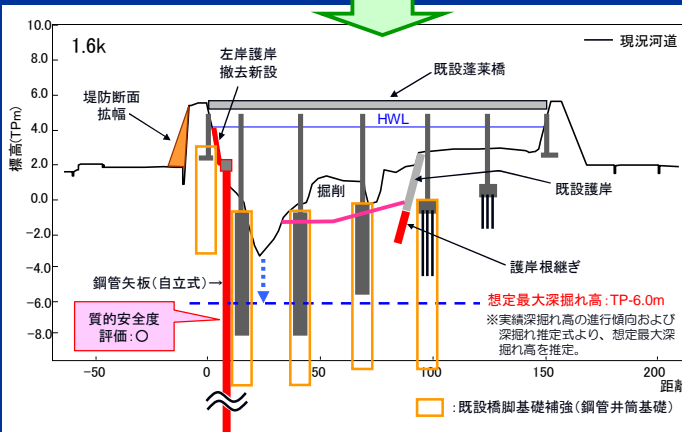 1.6k
現況河道
左岸護岸
撤去新設
既設蓬莱橋
堤防断面
拡幅
HWL
標高(TPm)
10.0
8.0
6.0
4.0
2.0
0.0
-2.0
-4.0
-6.0
-8.0
掘削
既設護岸
護岸根継ぎ
鋼管矢板(自立式)→
想定最大深掘れ高:TP-6.0m
質的安全度
評価:〇
※実績深掘れ高の進行傾向および
深掘れ推定式より、想定最大深
掘れ高を推定。
-50
0
50
100
150
200
距離
:既設橋脚基礎補強(鋼管井筒基礎)